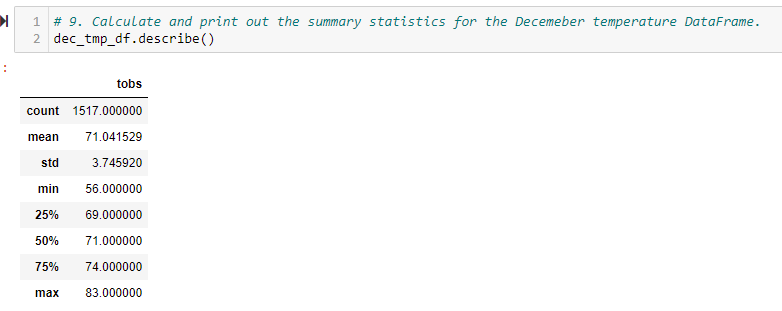 1 # 9. Calculate and print out the summary statistics for the Decemeber temperature DataFrame.
2 dec_tmp_df.describe()
:
tobs
count 1517.000000
mean 71.041529
std 3.745920
min 56.000000
25% 69.000000
50% 71.000000
75% 74.000000
max 83.000000